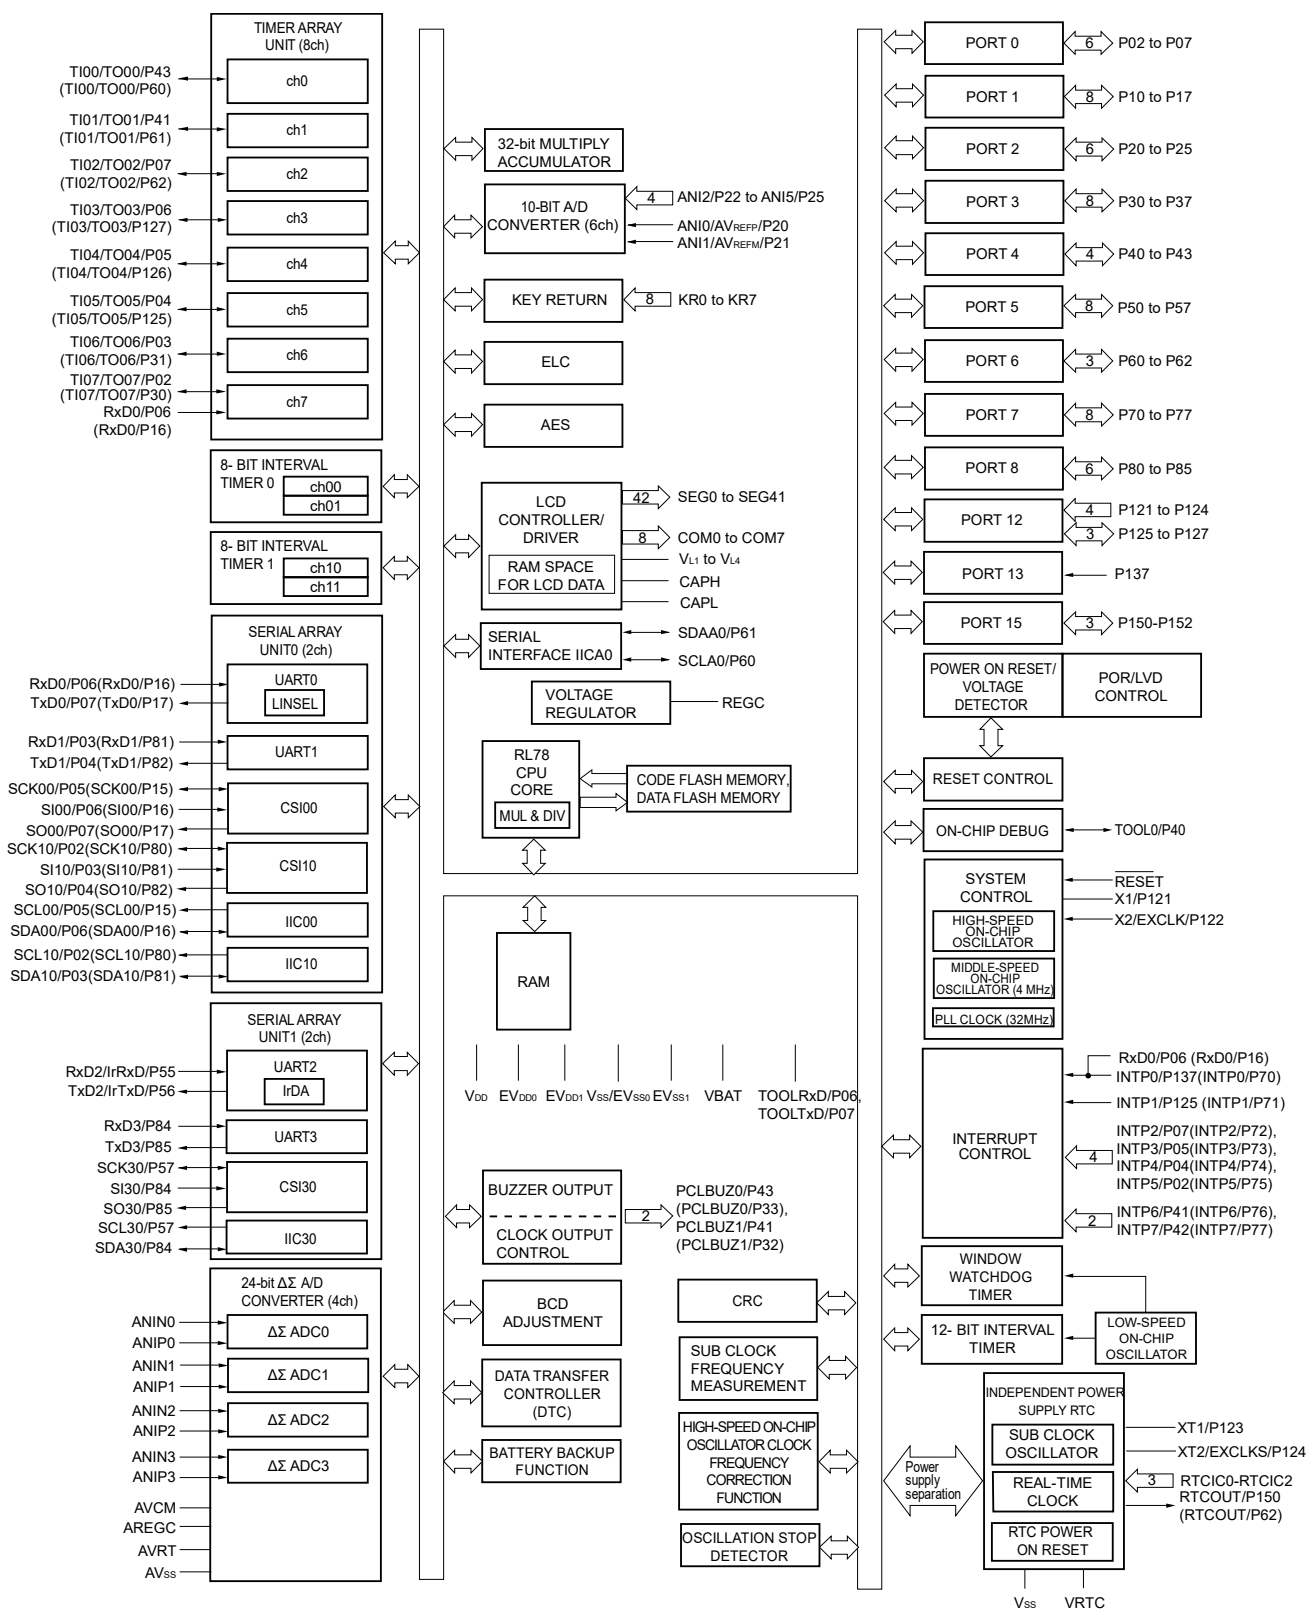 TIMER ARRAY
UNIT (8ch)
TI00/TO00/P43
(TI00/TO00/P60)
ch0
TI01/TO01/P41
(TI01/TO01/P61)
ch1
TI02/TO02/P07
(TI02/TO02/P62)
ch2
TI03/TO03/P06
(TI03/TO03/P127)
ch3
TI04/TO04/P05
(TI04/TO04/P126)
ch4
TI05/TO05/P04
(TI05/TO05/P125)
ch5
TI06/TO06/P03
(TI06/TO06/P31)
ch6
TI07/TO07/P02
(TI07/TO07/P30)
RxD0/P06
(RxD0/P16)
ch7
8- BIT INTERVAL
TIMER 0
ch00
ch01
8- BIT INTERVAL
TIMER 1
ch10
ch11
SERIAL ARRAY
UNIT0 (2ch)
UART0
LINSEL
RxD0/P06(RxD0/P16)
TxD0/P07(TxD0/P17)
UART1
RxD1/P03(RxD1/P81)
TxD1/P04(TxD1/P82)
CSI00
SCK00/P05(SCK00/P15)
SI00/P06(SI00/P16)
SO00/P07(SO00/P17)
CSI10
SCK10/P02(SCK10/P80)
SI10/P03(SI10/P81)
SO10/P04(SO10/P82)
IIC00
SCL00/P05(SCL00/P15)
SDA00/P06(SDA00/P16)
IIC10
SCL10/P02(SCL10/P80)
SDA10/P03(SDA10/P81)
SERIAL ARRAY
UNIT1 (2ch)
UART2
IrDA
RxD2/IrRxD/P55
TxD2/IrTxD/P56
UART3
RxD3/P84
TxD3/P85
CSI30
SCK30/P57
SI30/P84
SO30/P85
IIC30
SCL30/P57
SDA30/P84
24-bit ΔΣ A/D
CONVERTER (4ch)
ANIN0
ANIP0
ΔΣ ADC0
ANIN1
ANIP1
ΔΣ ADC1
ANIN2
ANIP2
ΔΣ ADC2
ANIN3
ANIP3
ΔΣ ADC3
AVCM
AREGC
AVRT
AVSS
32-bit MULTIPLY
ACCUMULATOR
10-BIT A/D
CONVERTER (6ch)
4
ANI2/P22 to ANI5/P25
ANI0/AVREFP/P20
ANI1/AVREFM/P21
KEY RETURN
8
KR0 to KR7
ELC
AES
LCD
CONTROLLER/
DRIVER
RAM SPACE
FOR LCD DATA
42
SEG0 to SEG41
8
COM0 to COM7
VL1 to VL4
CAPH
CAPL
SERIAL
INTERFACE IICA0
SDAA0/P61
SCLA0/P60
VOLTAGE
REGULATOR
REGC
RL78
CPU
CORE
MUL & DIV
CODE FLASH MEMORY,
DATA FLASH MEMORY
RAM
VDD EVDD0 EVDD1 VSS/EVSS0 EVSS1 VBAT TOOLRxD/P06,
TOOLTxD/P07
BUZZER OUTPUT
CLOCK OUTPUT
CONTROL
2
PCLBUZ0/P43
(PCLBUZ0/P33),
PCLBUZ1/P41
(PCLBUZ1/P32)
BCD
ADJUSTMENT
DATA TRANSFER
CONTROLLER
(DTC)
BATTERY BACKUP
FUNCTION
CRC
SUB CLOCK
FREQUENCY
MEASUREMENT
HIGH-SPEED ON-CHIP
OSCILLATOR CLOCK
FREQUENCY
CORRECTION
FUNCTION
OSCILLATION STOP
DETECTOR
PORT 0
6
P02 to P07
PORT 1
8
P10 to P17
PORT 2
6
P20 to P25
PORT 3
8
P30 to P37
PORT 4
4
P40 to P43
PORT 5
8
P50 to P57
PORT 6
3
P60 to P62
PORT 7
8
P70 to P77
PORT 8
6
P80 to P85
PORT 12
4
P121 to P124
3
P125 to P127
PORT 13
P137
PORT 15
3
P150-P152
POWER ON RESET/
VOLTAGE
DETECTOR
POR/LVD
CONTROL
RESET CONTROL
ON-CHIP DEBUG
TOOL0/P40
SYSTEM
CONTROL
HIGH-SPEED
ON-CHIP
OSCILLATOR
MIDDLE-SPEED
ON-CHIP
OSCILLATOR (4 MHz)
PLL CLOCK (32MHz)
RESET
X1/P121
X2/EXCLK/P122
INTERRUPT
CONTROL
RxD0/P06 (RxD0/P16)
INTP0/P137(INTP0/P70)
INTP1/P125 (INTP1/P71)
4
INTP2/P07(INTP2/P72),
INTP3/P05(INTP3/P73),
INTP4/P04(INTP4/P74),
INTP5/P02(INTP5/P75)
2
INTP6/P41(INTP6/P76),
INTP7/P42(INTP7/P77)
WINDOW
WATCHDOG
TIMER
12- BIT INTERVAL
TIMER
LOW-SPEED
ON-CHIP
OSCILLATOR
Power
supply
separation
INDEPENDENT POWER
SUPPLY RTC
SUB CLOCK
OSCILLATOR
REAL-TIME
CLOCK
RTC POWER
ON RESET
XT1/P123
XT2/EXCLKS/P124
3
RTCIC0-RTCIC2
RTCOUT/P150
(RTCOUT/P62)
VSS VRTC